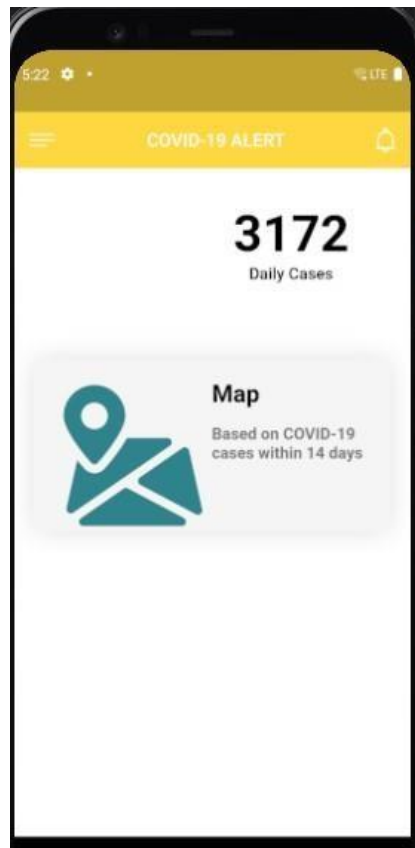 5:22
LTE
COVID-19 ALERT
3172
Daily Cases
Map
Based on COVID-19
cases within 14 days